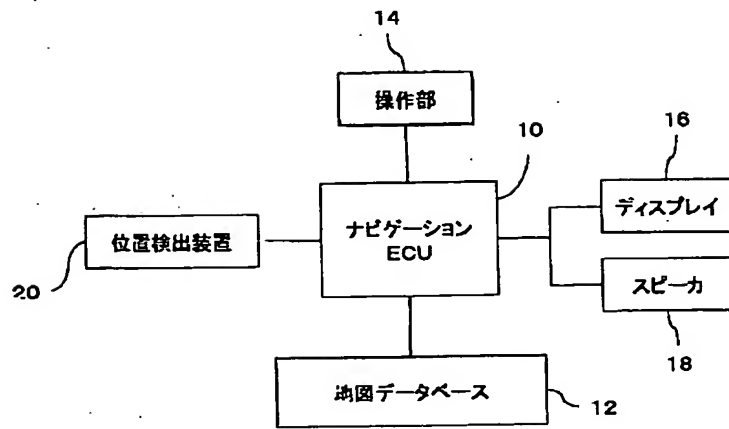 14
操作部
10
16
ナビゲーション
ECU
ディスプレイ
位置検出装置
スピーカ
20
18
地図データベース
12